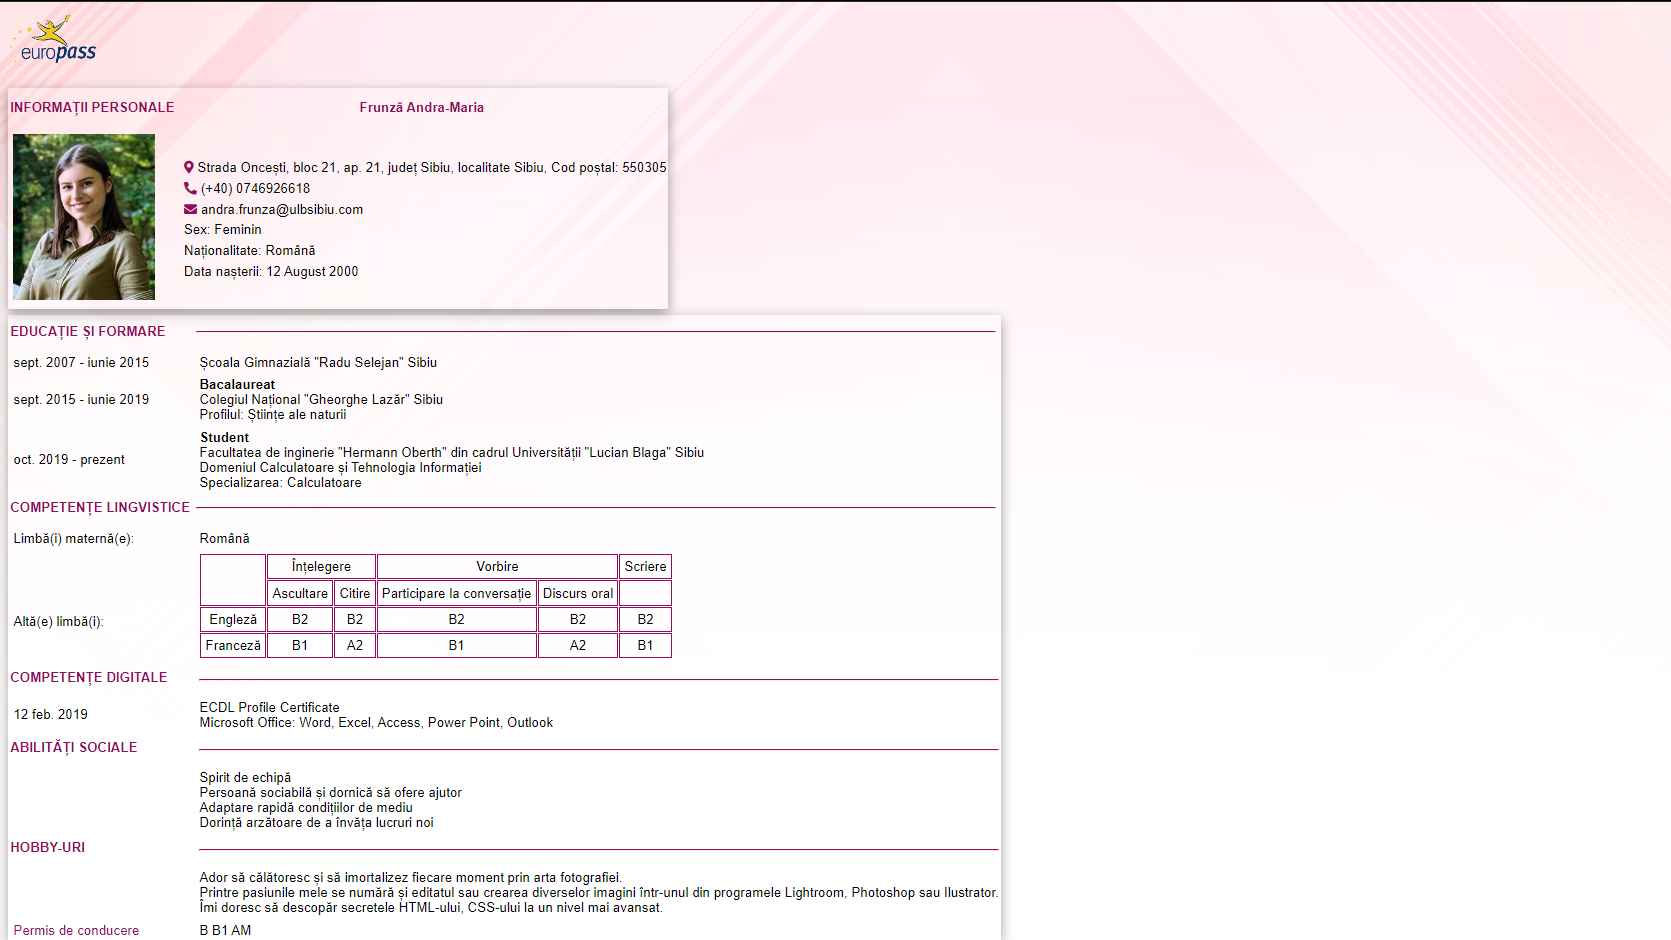 europass
INFORMAȚII PERSONALE
Frunză Andra-Maria
Strada Oncești, bloc 21, ap. 21, județ Sibiu, localitate Sibiu, Cod poștal: 550305
(+40) 0746926618
andra.frunza@ulbsibiu.com
Sex: Feminin
Naționalitate: Română
Data nașterii: 12 August 2000
EDUCAȚIE ȘI FORMARE
sept. 2007 - iunie 2015
Școala Gimnazială "Radu Selejan" Sibiu
sept. 2015 - iunie 2019
Bacalaureat
Colegiul Național "Gheorghe Lazăr" Sibiu
Profilul: Științe ale naturii
oct. 2019 - prezent
Student
Facultatea de inginerie "Hermann Oberth" din cadrul Universității "Lucian Blaga" Sibiu
Domeniul Calculatoare și Tehnologia Informației
Specializarea: Calculatoare
COMPETENȚE LINGVISTICE
Limbă(i) maternă(e): Română
Altă(e) limbă(i):
Înțelegere Vorbire Scriere
Ascultare Citire Participare la conversație Discurs oral
Engleză B2 B2 B2 B2 B2
Franceză B1 A2 B1 A2 B1
COMPETENȚE DIGITALE
12 feb. 2019
ECDL Profile Certificate
Microsoft Office: Word, Excel, Access, Power Point, Outlook
ABILITĂȚI SOCIALE
Spirit de echipă
Persoană sociabilă și dornică să ofere ajutor
Adaptare rapidă condițiilor de mediu
Dorință arzătoare de a învăța lucruri noi
HOBBY-URI
Ador să călătoresc și să imortalizez fiecare moment prin arta fotografiei.
Printre pasiunile mele se numără și editatul sau crearea diverselor imagini într-unul din programele Lightroom, Photoshop sau Ilustrator.
Îmi doresc să descopăr secretele HTML-ului, CSS-ului la un nivel mai avansat.
Permis de conducere B B1 AM